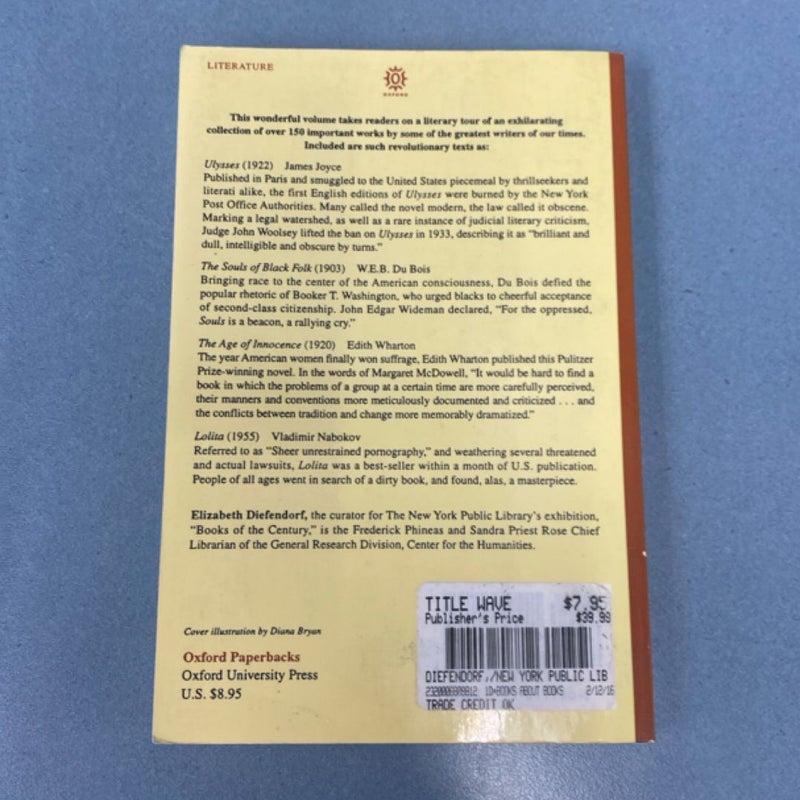 LITERATURE
OXFORD
This wonderful volume takes readers on a literary tour of an exhilarating
collection of over 150 important works by some of the greatest writers of our times.
Included are such revolutionary texts as:
Ulysses (1922) James Joyce
Published in Paris and smuggled to the United States piecemeal by thrillseekers and
literati alike, the first English editions of Ulysses were burned by the New York
Post Office Authorities. Many called the novel modern, the law called it obscene.
Marking a legal watershed, as well as a rare instance of judicial literary criticism,
Judge John Woolsey lifted the ban on Ulysses in 1933, describing it as "brilliant and
dull, intelligible and obscure by turns."
The Souls of Black Folk (1903) W.E.B. Du Bois
Bringing race to the center of the American consciousness, Du Bois defied the
popular rhetoric of Booker T. Washington, who urged blacks to cheerful acceptance
of second-class citizenship. John Edgar Wideman declared, "For the oppressed,
Souls is a beacon, a rallying cry."
The Age of Innocence (1920) Edith Wharton
The year American women finally won suffrage, Edith Wharton published this Pulitzer
Prize-winning novel. In the words of Margaret McDowell, "It would be hard to find a
book in which the problems of a group at a certain time are more carefully perceived,
their manners and conventions more meticulously documented and criticized . . . and
the conflicts between tradition and change more memorably dramatized."
Lolita (1955) Vladimir Nabokov
Referred to as "Sheer unrestrained pornography," and weathering several threatened
and actual lawsuits, Lolita was a best-seller within a month of U.S. publication.
People of all ages went in search of a dirty book, and found, alas, a masterpiece.
Elizabeth Diefendorf, the curator for The New York Public Library's exhibition,
"Books of the Century," is the Frederick Phineas and Sandra Priest Rose Chief
Librarian of the General Research Division, Center for the Humanities.
Cover illustration by Diana Bryan
Oxford Paperbacks
Oxford University Press
U.S. $8.95
TITLE WAVE $7.95
Publisher's Price $39.99
DIEFENDORF,/NEW YORK PUBLIC LIB
BOOKS ABOUT BOOKS 2/12/16
TRADE CREDIT OK